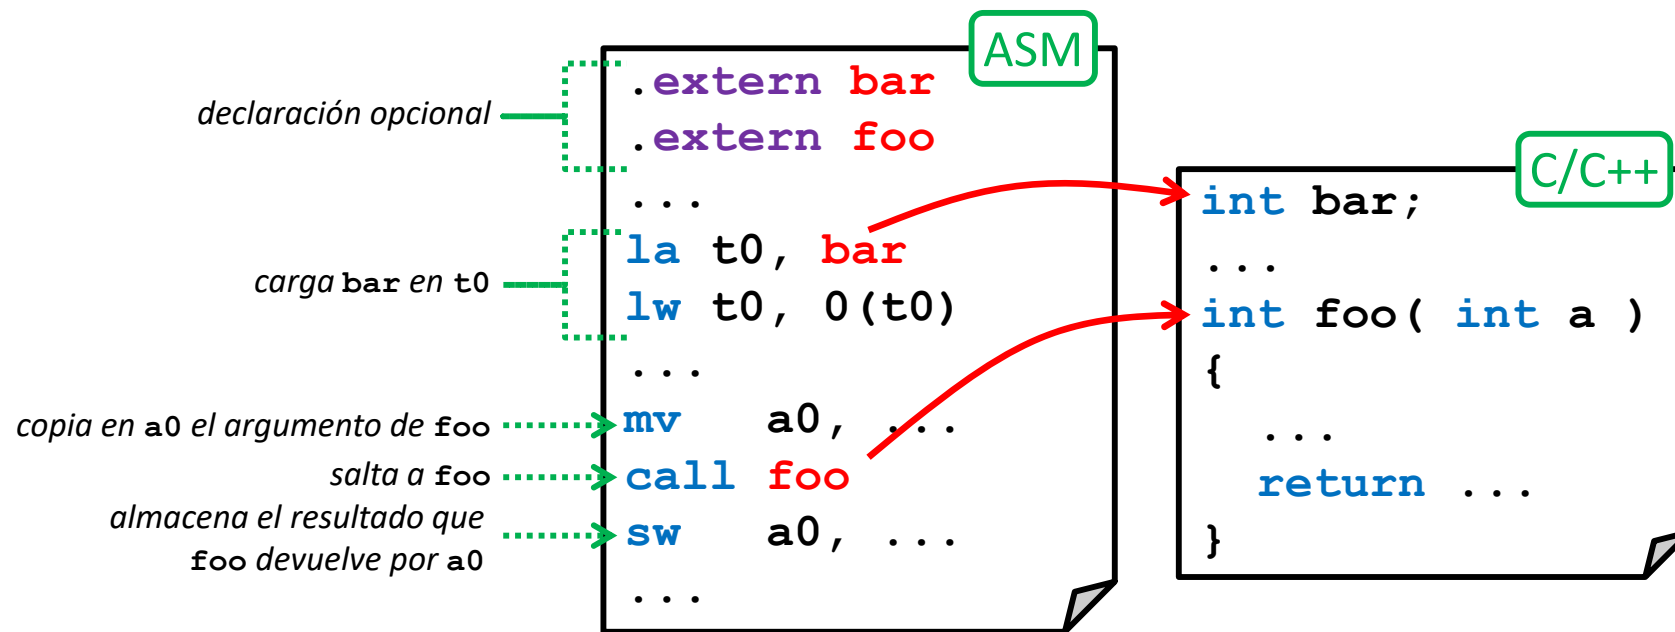 declaración opcional
carga bar en t0
copia en a0 el argumento de foo
salta a foo
almacena el resultado que
foo devuelve por a0
ASM
.extern bar
.extern foo
...
la t0, bar
lw t0, 0(t0)
...
mv a0, ...
call foo
sw a0, ...
...
C/C++
int bar;
...
int foo( int a )
{
...
return ...
}